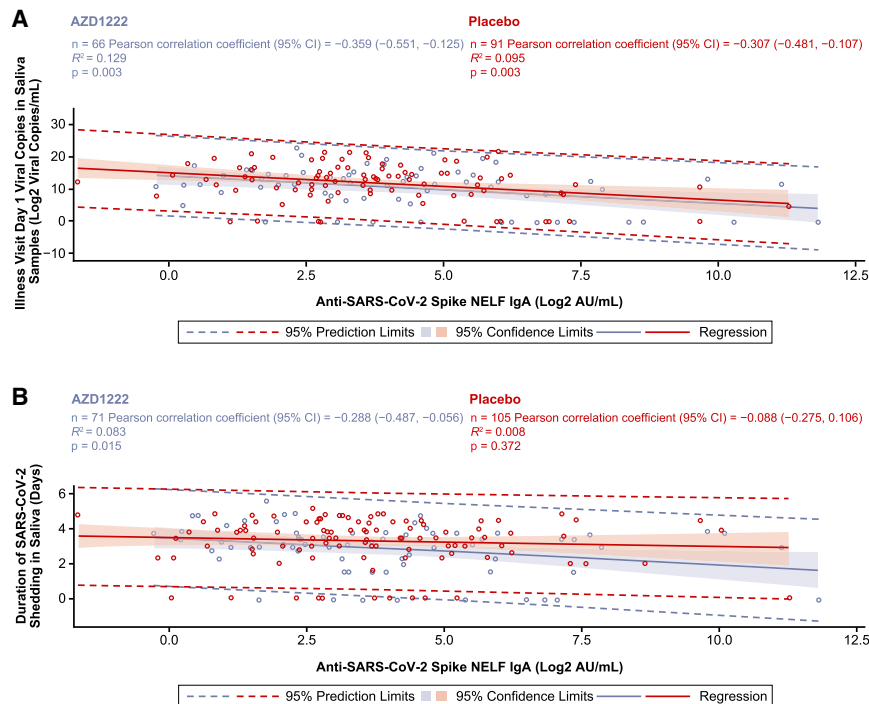 A
AZD1222
Placebo
n = 66 Pearson correlation coefficient (95% CI) = −0.359 (−0.551, −0.125)
n = 91 Pearson correlation coefficient (95% CI) = −0.307 (−0.481, −0.107)
R² = 0.129
R² = 0.095
p = 0.003
p = 0.003
Illness Visit Day 1 Viral Copies in Saliva
Samples (Log2 Viral Copies/mL)
30
20
10
0
−10
0.0 2.5 5.0 7.5 10.0 12.5
Anti-SARS-CoV-2 Spike NELF IgA (Log2 AU/mL)
95% Prediction Limits 95% Confidence Limits Regression
B
AZD1222
Placebo
n = 71 Pearson correlation coefficient (95% CI) = −0.288 (−0.487, −0.056)
n = 105 Pearson correlation coefficient (95% CI) = −0.088 (−0.275, 0.106)
R² = 0.083
R² = 0.008
p = 0.015
p = 0.372
Duration of SARS-CoV-2
Shedding in Saliva (Days)
6
4
2
0
0.0 2.5 5.0 7.5 10.0 12.5
Anti-SARS-CoV-2 Spike NELF IgA (Log2 AU/mL)
95% Prediction Limits 95% Confidence Limits Regression